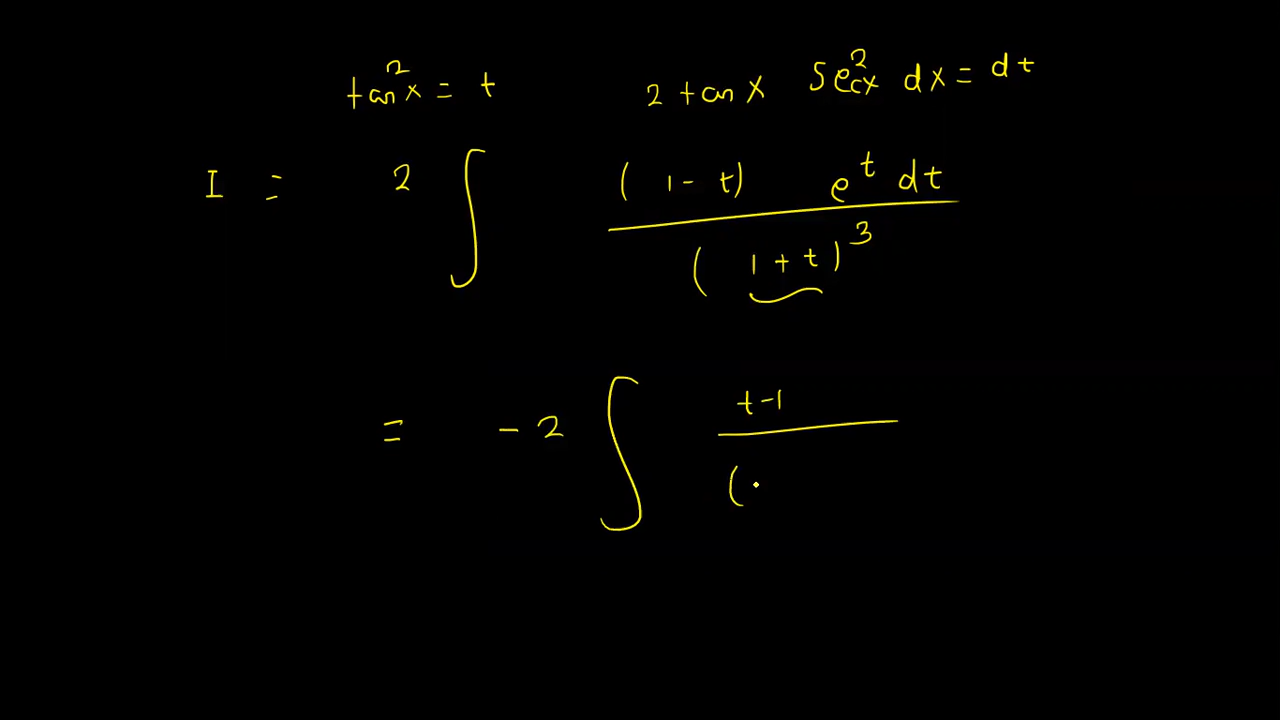 tan²x = t 2 tan x sec²x dx = dt
I = 2 ∫ (1 - t) e^t dt / (1 + t)^3
= -2 ∫ t-1 / (